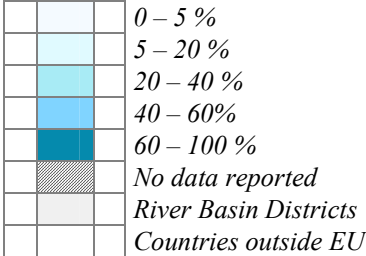 0 – 5 %
5 – 20 %
20 – 40 %
40 – 60%
60 – 100 %
No data reported
River Basin Districts
Countries outside EU